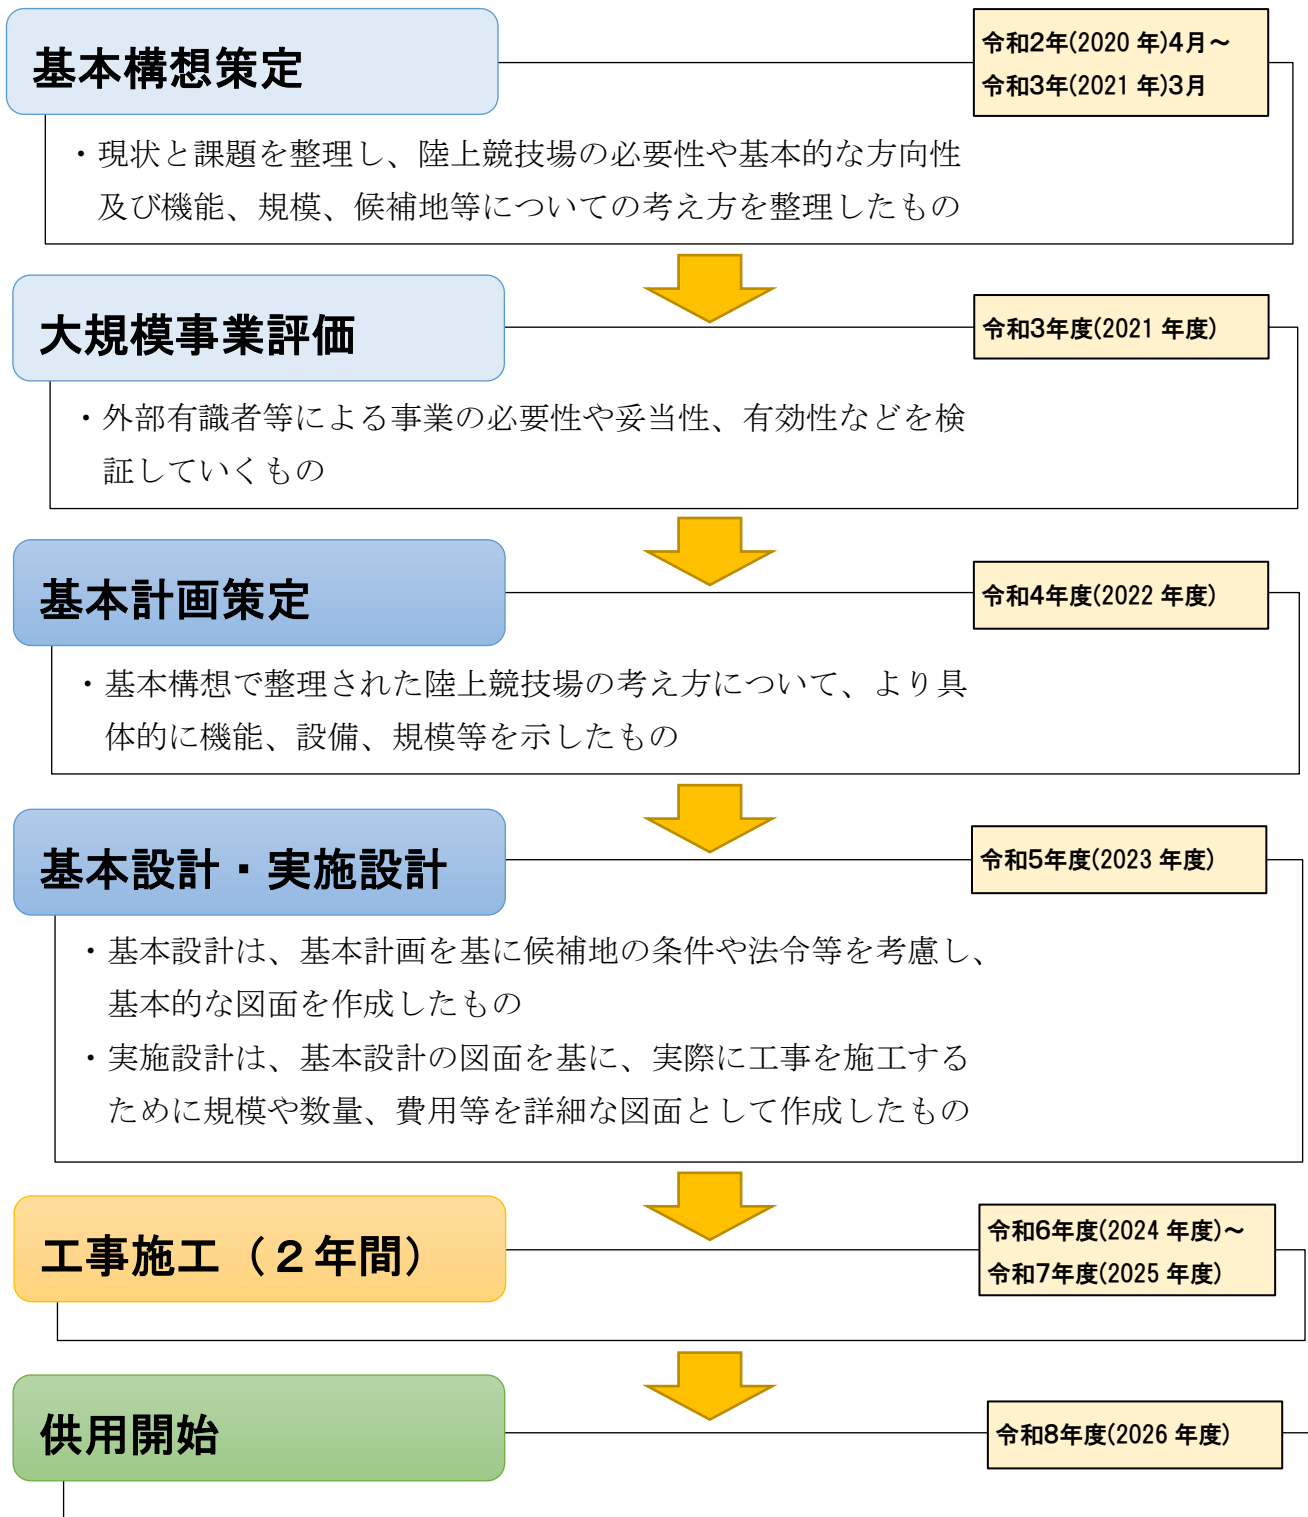 基本構想策定
令和2年(2020 年)4月～
令和3年(2021 年)3月
・現状と課題を整理し、陸上競技場の必要性や基本的な方向性
及び機能、規模、候補地等についての考え方を整理したもの
大規模事業評価
令和3年度(2021 年度)
・外部有識者等による事業の必要性や妥当性、有効性などを検
証していくもの
基本計画策定
令和4年度(2022 年度)
・基本構想で整理された陸上競技場の考え方について、より具
体的に機能、設備、規模等を示したもの
基本設計・実施設計
令和5年度(2023 年度)
・基本設計は、基本計画を基に候補地の条件や法令等を考慮し、
基本的な図面を作成したもの
・実施設計は、基本設計の図面を基に、実際に工事を施工する
ために規模や数量、費用等を詳細な図面として作成したもの
工事施工（２年間）
令和6年度(2024 年度)～
令和7年度(2025 年度)
供用開始
令和8年度(2026 年度)